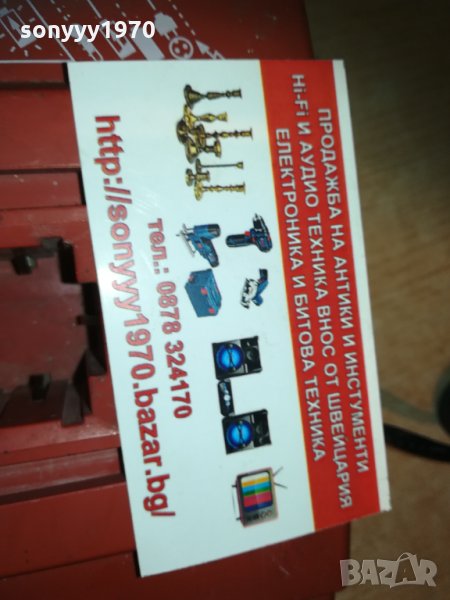 sonyyy1970
ПРОДАЖБА НА АНТИКИ И ИНСТУМЕНТИ
Hi-Fi И АУДИО ТЕХНИКА ВНОС ОТ ШВЕЙЦАРИЯ
ЕЛЕКТРОНИКА И БИТОВА ТЕХНИКА
тел.: 0878 324170
http://sonyyy1970.bazar.bg/
BAZAR